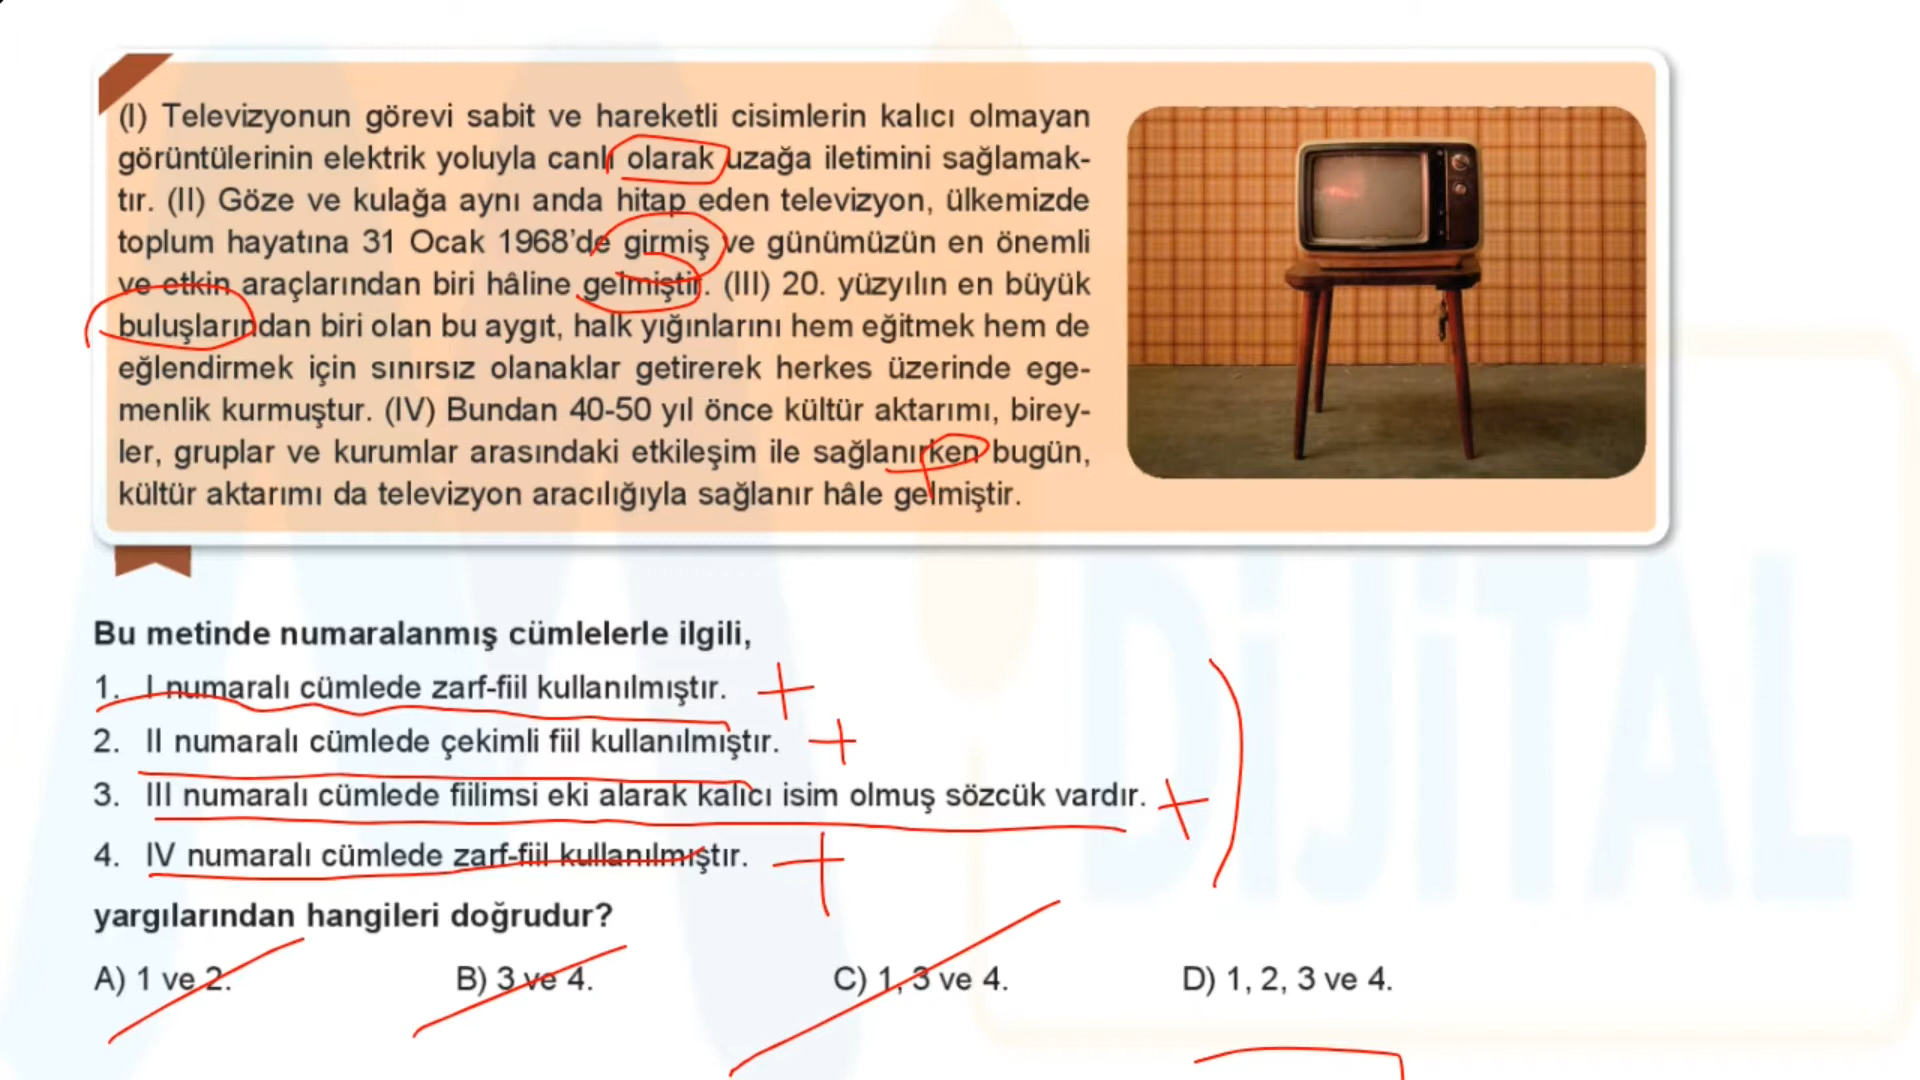 (I) Televizyonun görevi sabit ve hareketli cisimlerin kalıcı olmayan
görüntülerinin elektrik yoluyla canlı olarak uzağa iletimini sağlamak-
tır. (II) Göze ve kulağa aynı anda hitap eden televizyon, ülkemizde
toplum hayatına 31 Ocak 1968’de girmiş ve günümüzün en önemli
ve etkin araçlarından biri hâline gelmiştir. (III) 20. yüzyılın en büyük
buluşlarından biri olan bu aygıt, halk yığınlarını hem eğitmek hem de
eğlendirmek için sınırsız olanaklar getirerek herkes üzerinde ege-
menlik kurmuştur. (IV) Bundan 40-50 yıl önce kültür aktarımı, birey-
ler, gruplar ve kurumlar arasındaki etkileşim ile sağlanırken bugün,
kültür aktarımı da televizyon aracılığıyla sağlanır hâle gelmiştir.
Bu metinde numaralanmış cümlelerle ilgili,
1. I numaralı cümlede zarf-fiil kullanılmıştır.
2. II numaralı cümlede çekimli fiil kullanılmıştır.
3. III numaralı cümlede fiilimsi eki alarak kalıcı isim olmuş sözcük vardır.
4. IV numaralı cümlede zarf-fiil kullanılmıştır.
yargılarından hangileri doğrudur?
A) 1 ve 2. B) 3 ve 4. C) 1, 3 ve 4. D) 1, 2, 3 ve 4.
DİJİTAL